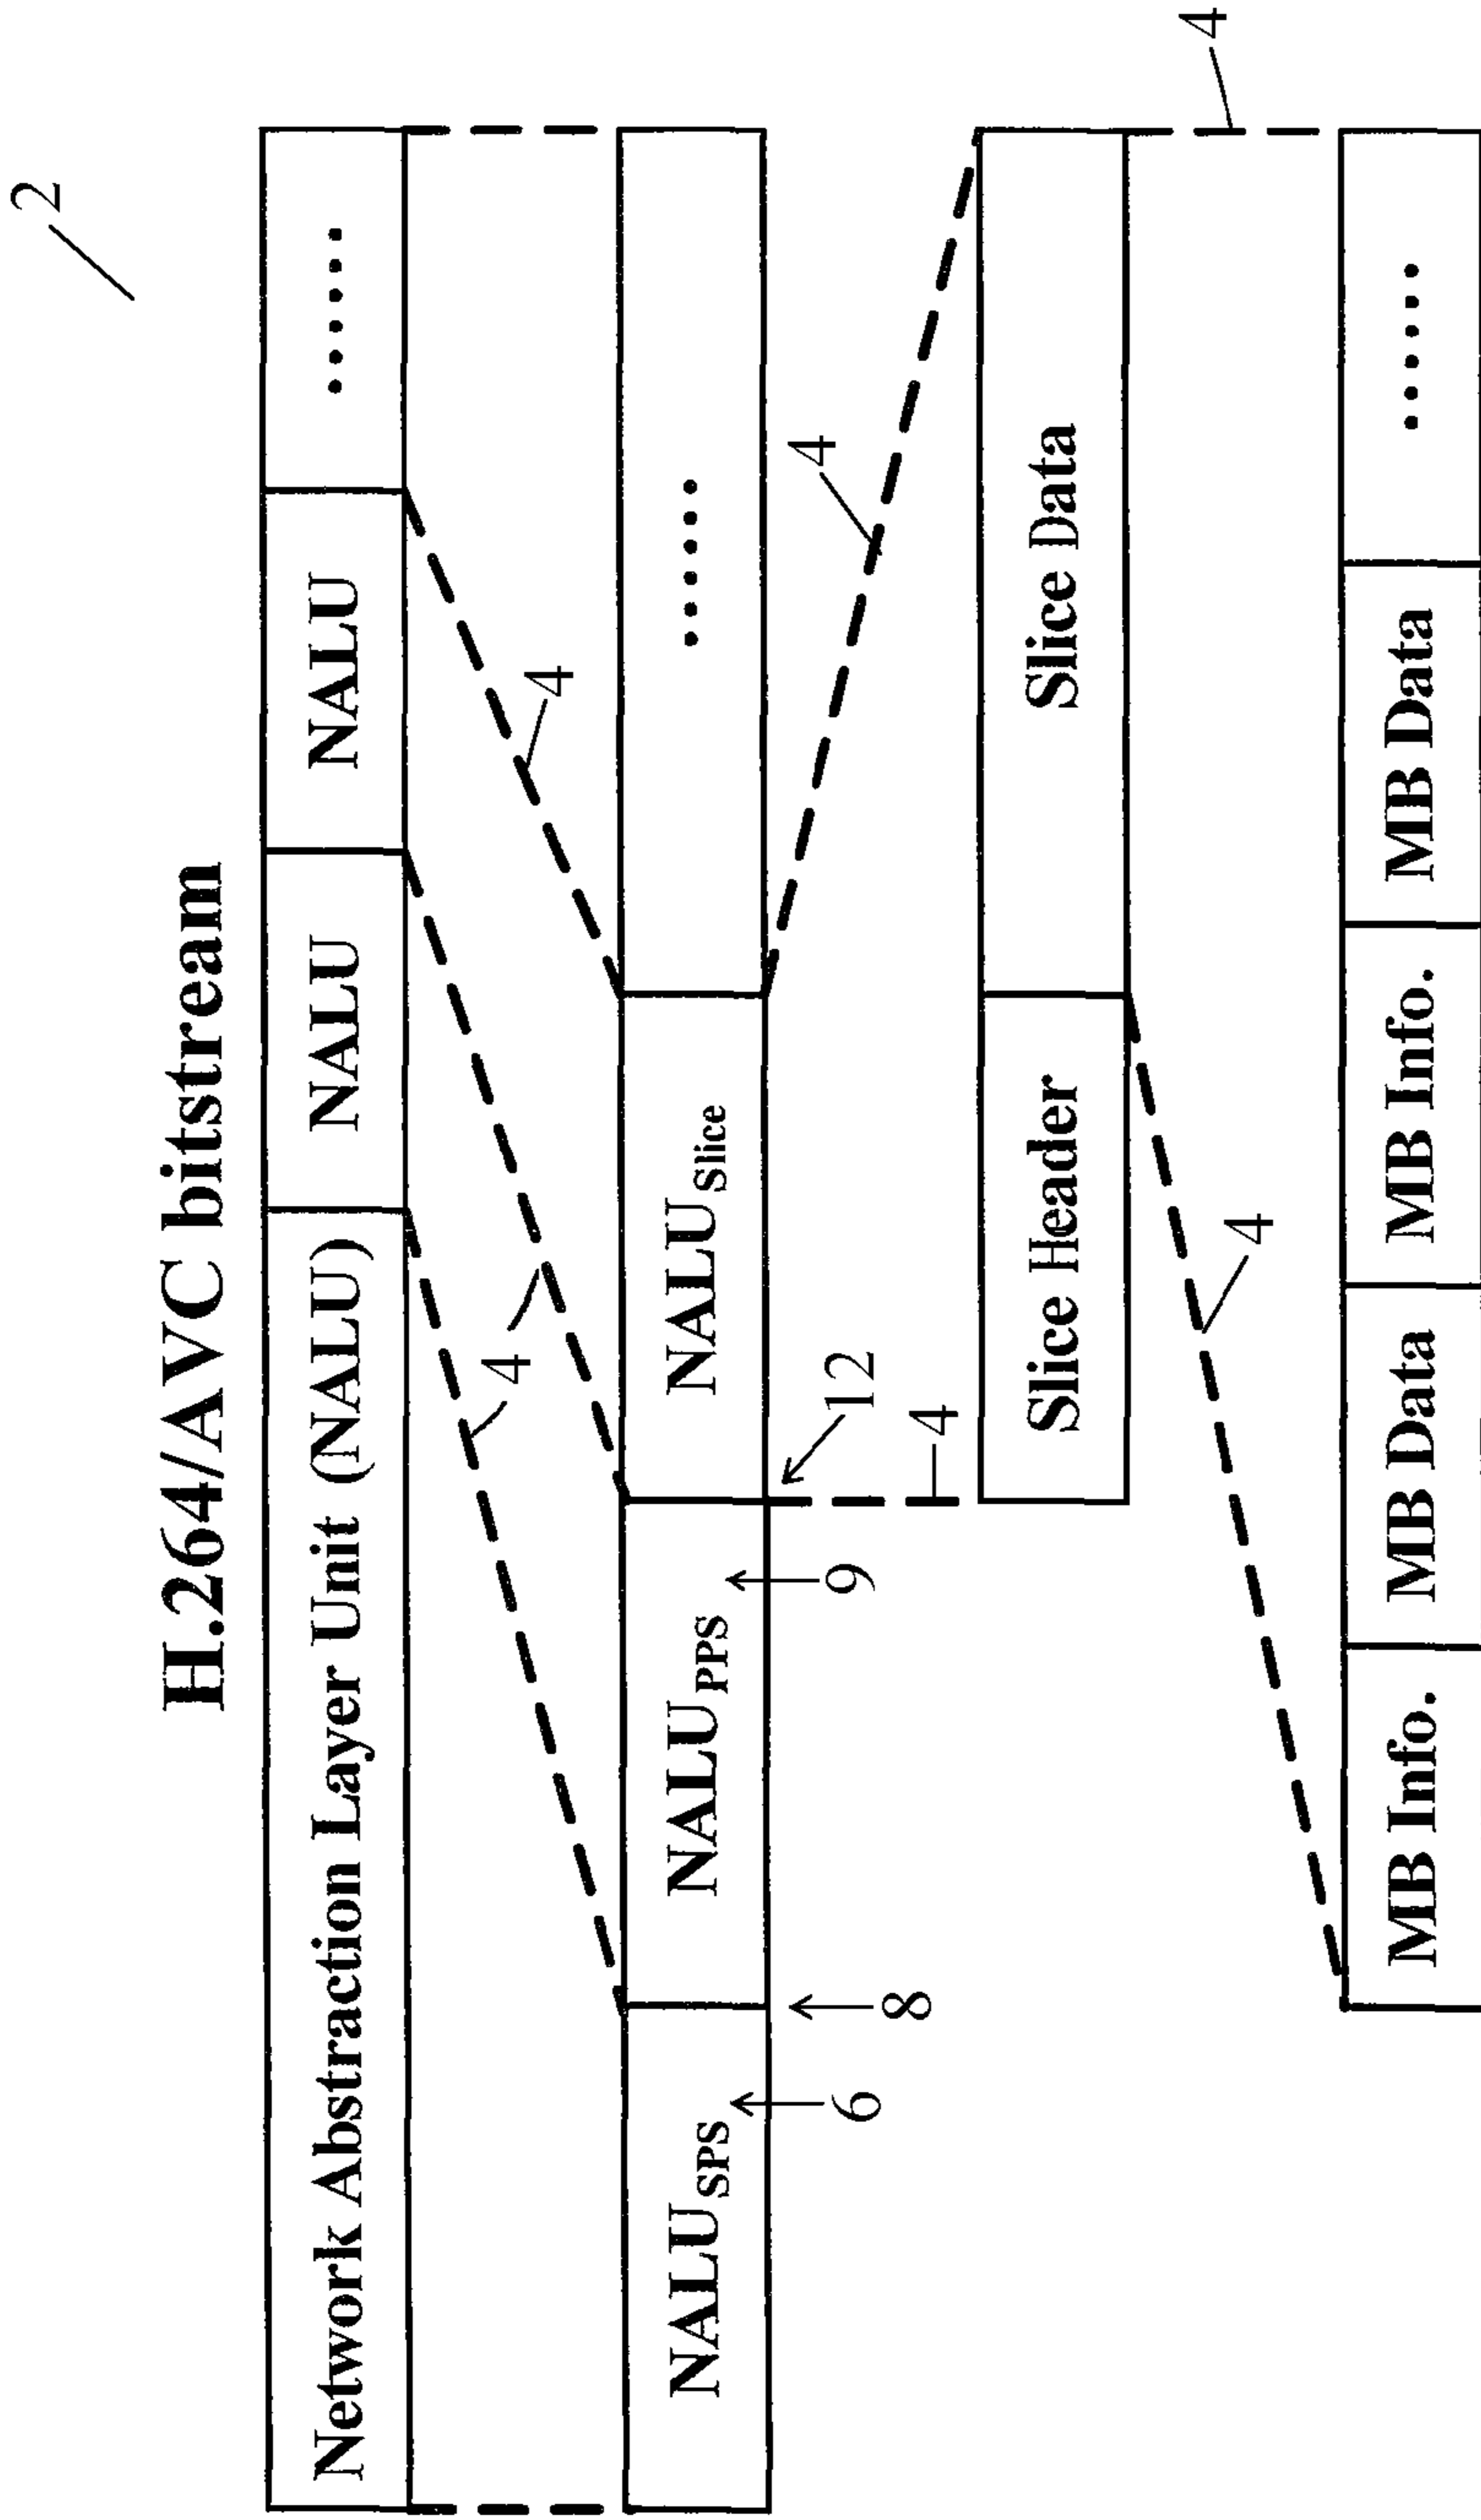 2
H.264/AVC bitstream
Network Abstraction Layer Unit (NALU) NALU NALU ......
4 4 4
NALUSPS NALUPPS NALUSlice ......
6 8 9 12 4 4
Slice Header Slice Data
4 4
MB Info. MB Data MB Info. MB Data ......